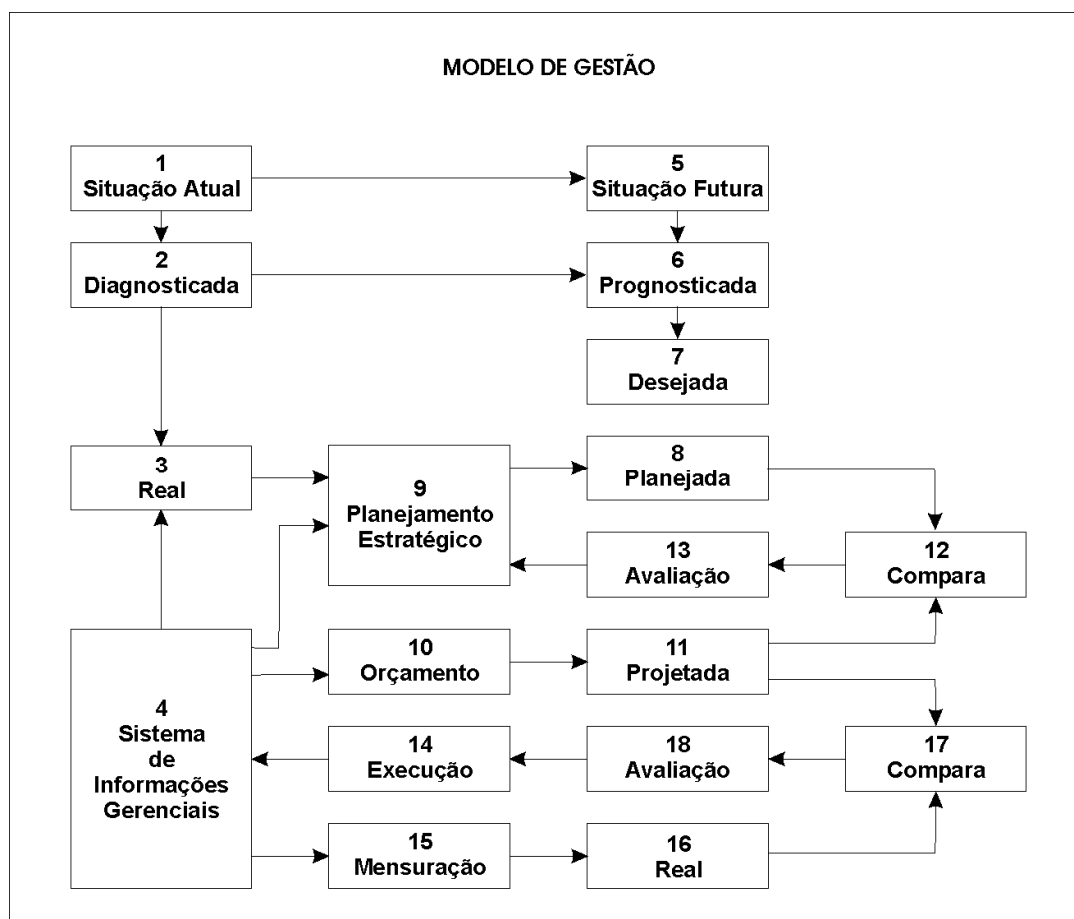 MODELO DE GESTÃO
1
Situação Atual
5
Situação Futura
2
Diagnosticada
6
Prognosticada
7
Desejada
3
Real
9
Planejamento
Estratégico
8
Planejada
13
Avaliação
12
Compara
4
Sistema
de
Informações
Gerenciais
10
Orçamento
11
Projetada
14
Execução
18
Avaliação
17
Compara
15
Mensuração
16
Real